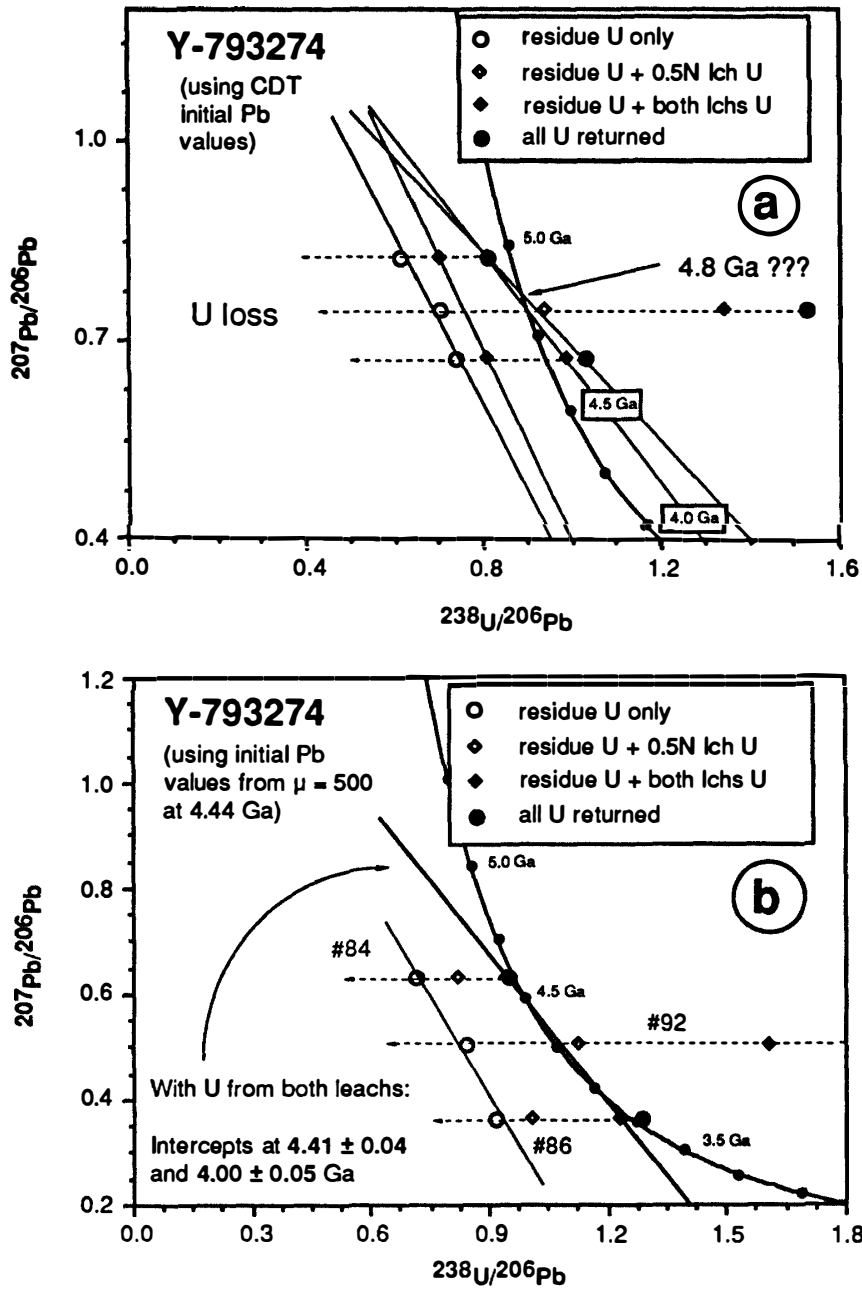 Y-793274
(using CDT
initial Pb
values)
residue U only
residue U + 0.5N lch U
residue U + both lchs U
all U returned
a
1.0
0.7
0.4
207Pb/206Pb
5.0 Ga
4.8 Ga ???
U loss
4.5 Ga
4.0 Ga
0.0 0.4 0.8 1.2 1.6
238U/206Pb
Y-793274
(using initial Pb
values from μ = 500
at 4.44 Ga)
residue U only
residue U + 0.5N lch U
residue U + both lchs U
all U returned
b
1.2
1.0
0.8
0.6
0.4
0.2
207Pb/206Pb
5.0 Ga
#84
4.5 Ga
#92
With U from both leachs:
Intercepts at 4.41 ± 0.04
and 4.00 ± 0.05 Ga
#86
3.5 Ga
0.0 0.3 0.6 0.9 1.2 1.5 1.8
238U/206Pb